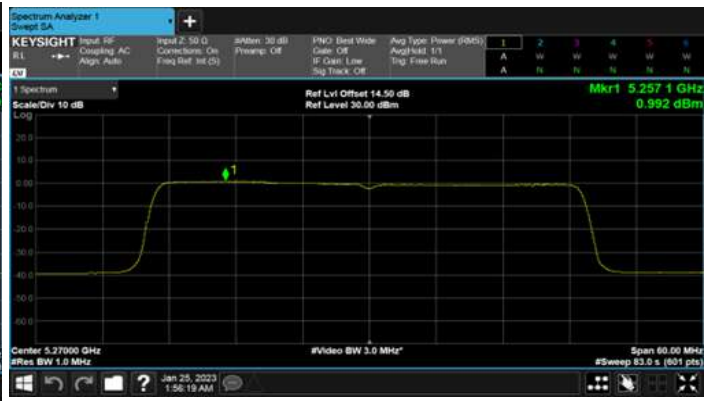 Spectrum Analyzer 1
Swept SA
+
KEYSIGHT Input: RF Input Z: 50 Ω #Atten: 30 dB PNO: Best Wide Avg Type: Power (RMS) 1 2 3 4 5 6
RL Coupling: AC Corrections: On Preamp: Off Gate: Off Avg|Hold: 1/1 A W W W W W
Align: Auto Freq Ref: Int (S) IF Gain: Low Trig: Free Run A N N N N N
Sig Track: Off
1 Spectrum Ref Lvl Offset 14.50 dB Mkr1 5.257 1 GHz
Scale/Div 10 dB Ref Level 30.00 dBm 0.992 dBm
Log
20.0
10.0
1
0.00
-10.0
-20.0
-30.0
-40.0
-50.0
-60.0
Center 5.27000 GHz #Video BW 3.0 MHz* Span 60.00 MHz
#Res BW 1.0 MHz #Sweep 83.0 s (601 pts)
? Jan 25, 2023
1:56:19 AM